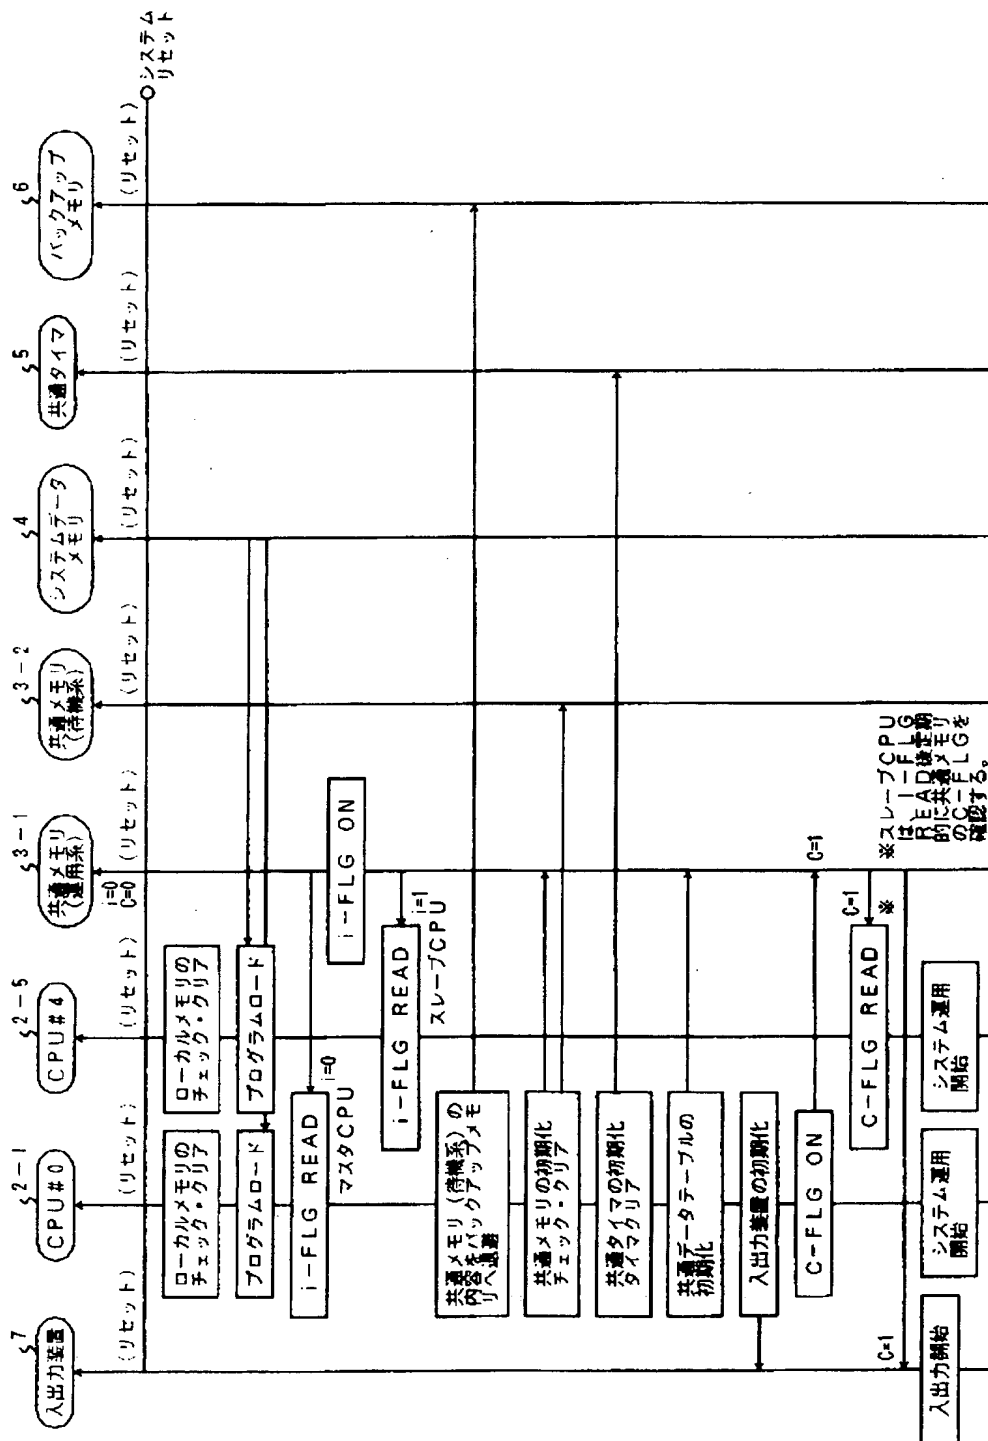 7
入出力装置
(リセット)
2-1
CPU#0
(リセット)
2-5
CPU#4
(リセット)
3-1
共通メモリ
(運用系)
i=0
C=0
(リセット)
3-2
共通メモリ
(待機系)
(リセット)
4
システムデータ
メモリ
(リセット)
5
共通タイマ
(リセット)
6
バックアップ
メモリ
(リセット)
システム
リセット
ローカルメモリの
チェック・クリア
ローカルメモリの
チェック・クリア
プログラムロード
プログラムロード
i-FLG READ
i=0
マスタCPU
i-FLG ON
i-FLG READ
i=1
スレーブCPU
共通メモリ(待機系)の
内容をバックアップメモ
リへ退避
共通メモリの初期化
チェック・クリア
共通タイマの初期化
タイマクリア
共通データテーブルの
初期化
入出力装置の初期化
C-FLG ON
C=1
C-FLG READ
C=1
※
※スレーブCPU
は、i-FLG
READ後定期
的に共通メモリ
のC-FLGを
確認する。
C=1
入出力開始
システム運用
開始
システム運用
開始